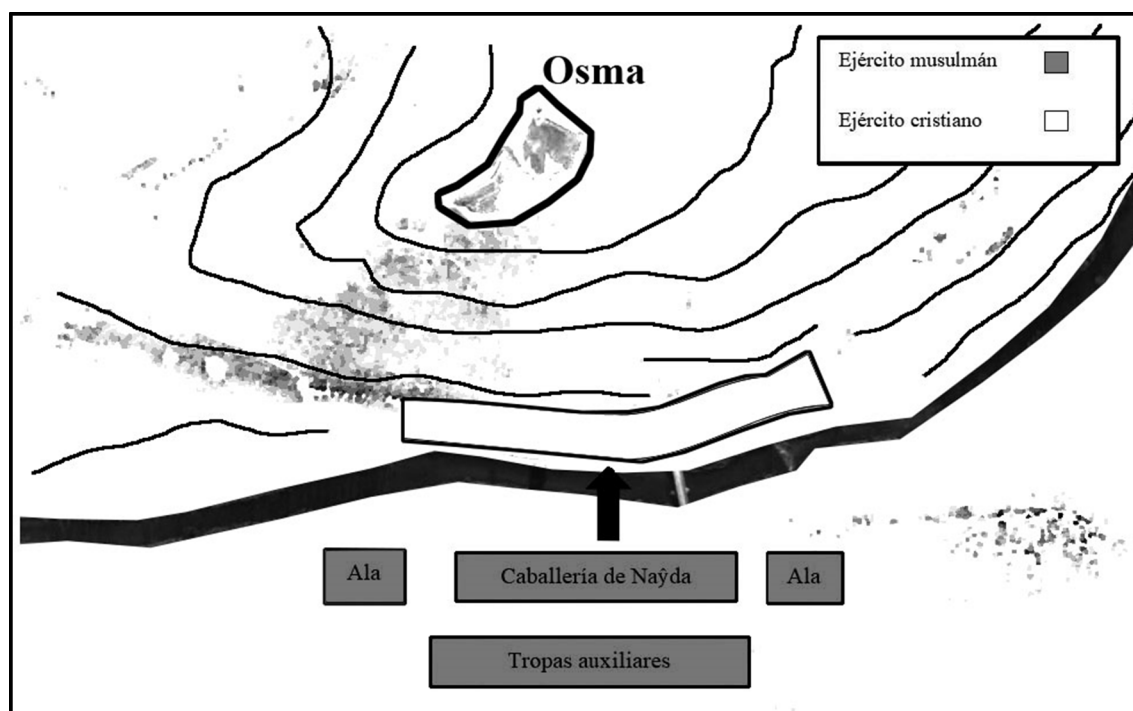 Osma
Ejército musulmán
Ejército cristiano
Ala
Caballería de Naŷda
Ala
Tropas auxiliares